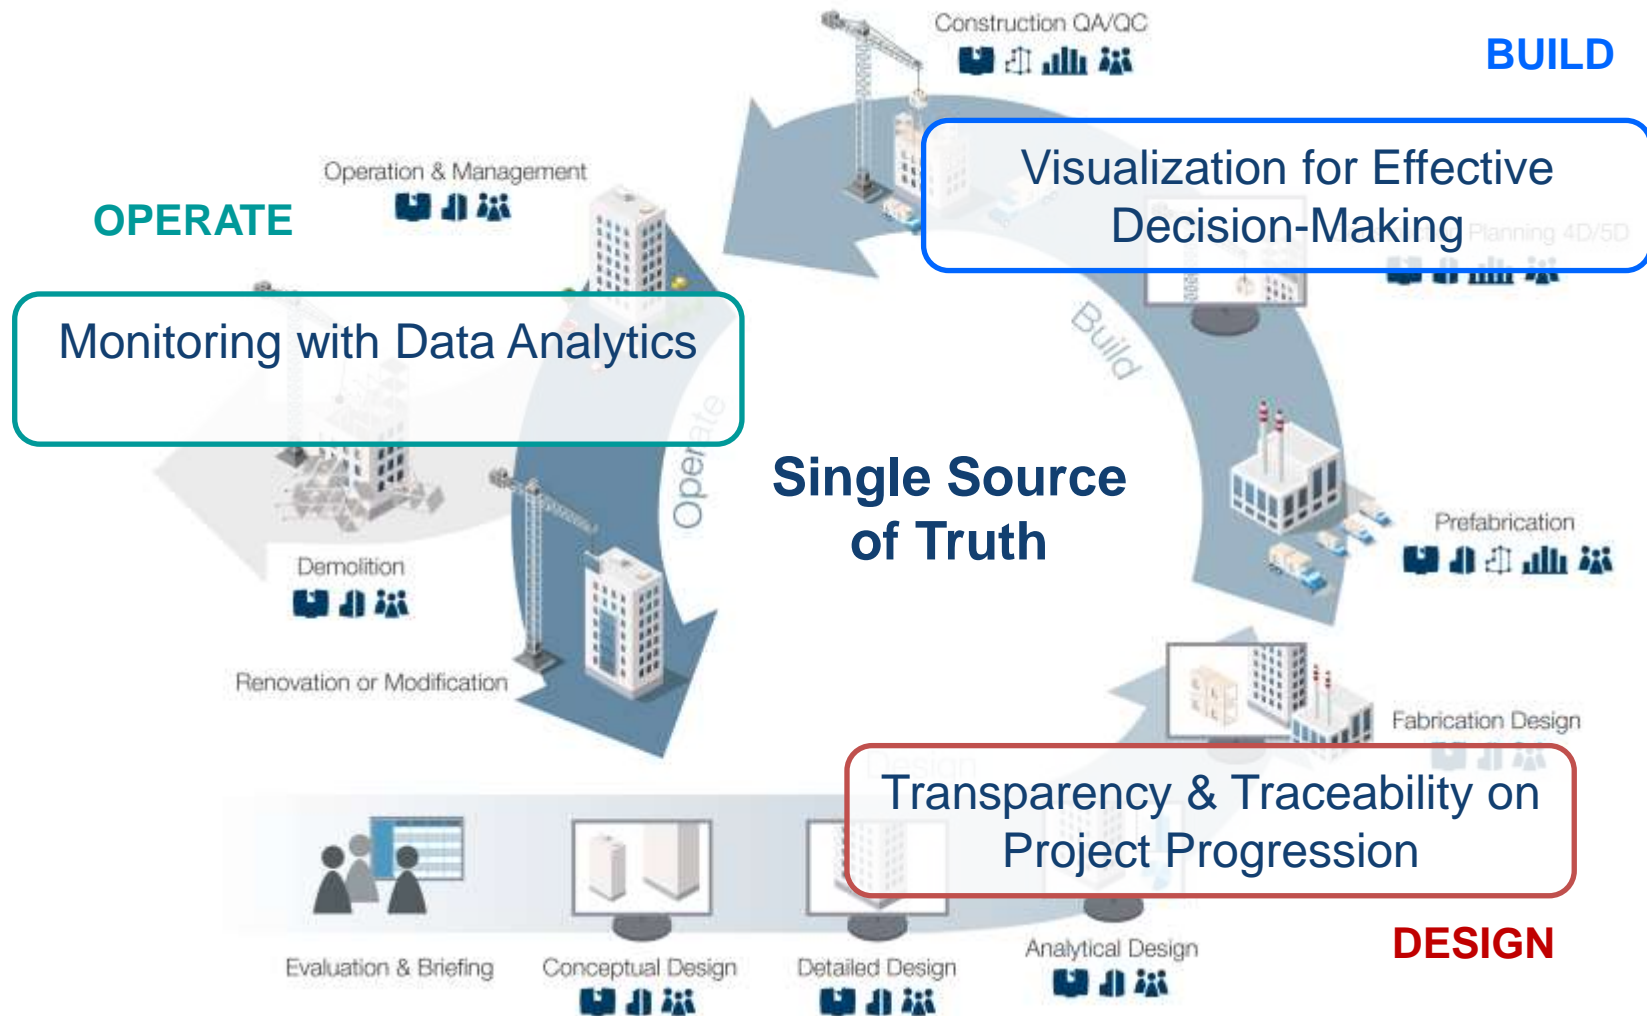 Construction QA/QC
BUILD
Visualization for Effective
Decision-Making
Planning 4D/5D
Operation & Management
OPERATE
Monitoring with Data Analytics
Build
Operate
Single Source
of Truth
Prefabrication
Demolition
Renovation or Modification
Fabrication Design
Design
Transparency & Traceability on
Project Progression
DESIGN
Evaluation & Briefing
Conceptual Design
Detailed Design
Analytical Design